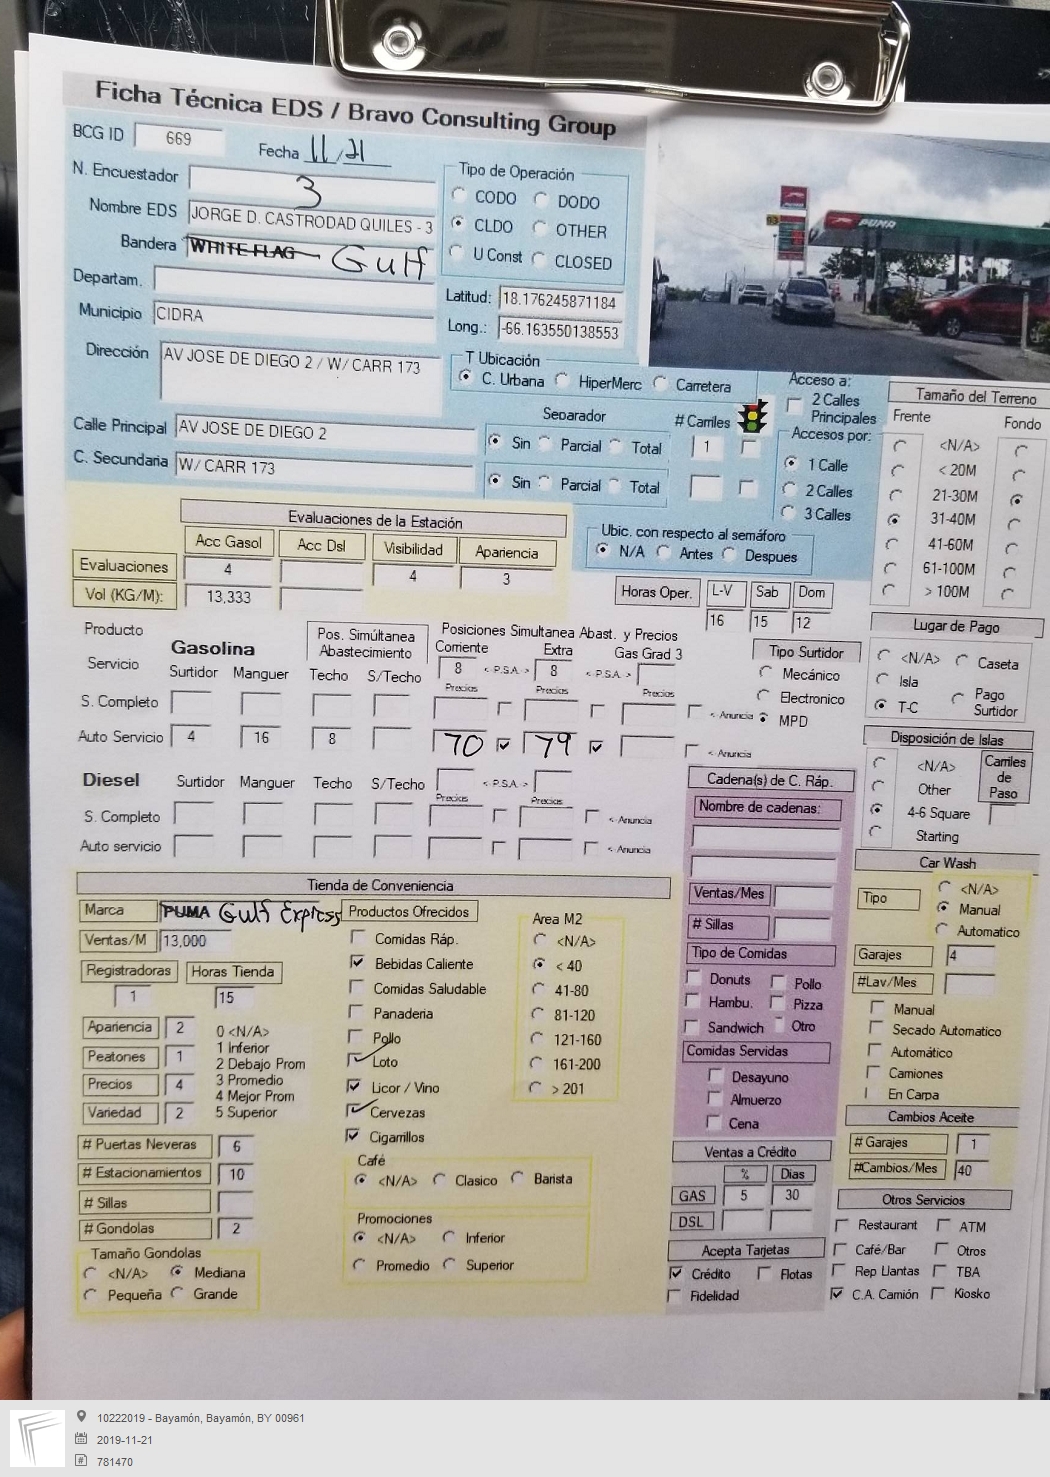 Ficha Técnica EDS / Bravo Consulting Group
BCG ID 669 Fecha 11/21
N. Encuestador 3
Nombre EDS JORGE D. CASTRODAD QUILES - 3
Bandera WHITE FLAG Gulf
Departam.
Municipio CIDRA
Dirección AV JOSE DE DIEGO 2 / W/ CARR 173
Calle Principal AV JOSE DE DIEGO 2
C. Secundaria W/ CARR 173
Tipo de Operación
CODO DODO
CLDO OTHER
U Const CLOSED
Latitud: 18.176245871184
Long.: -66.163550138553
T Ubicación
C. Urbana HiperMerc Carretera
PUMA
Separador # Carriles
Sin Parcial Total 1
Sin Parcial Total
Acceso a:
2 Calles Principales
Accesos por:
1 Calle
2 Calles
3 Calles
Tamaño del Terreno
Frente Fondo
<N/A>
< 20M
21-30M
31-40M
41-60M
61-100M
> 100M
Evaluaciones de la Estación
Acc Gasol Acc Dsl Visibilidad Apariencia
Evaluaciones 4 4 3
Vol (KG/M): 13,333
Ubic. con respecto al semáforo
N/A Antes Despues
Horas Oper. L-V Sab Dom
16 15 12
Producto Gasolina
Pos. Simúltanea Abastecimiento
Posiciones Simultanea Abast. y Precios
Corriente Extra Gas Grad 3
8 <- P.S.A. -> 8 <- P.S.A. ->
Servicio Surtidor Manguer Techo S/Techo Precios Precios
S. Completo <- Anuncia
Auto Servicio 4 16 8 70 79 <- Anuncia
Tipo Surtidor
Mecánico
Electronico
MPD
Lugar de Pago
<N/A> Caseta
Isla
T-C Pago Surtidor
Disposición de Islas
<N/A>
Other
4-6 Square
Starting
Carriles de Paso
Diesel Surtidor Manguer Techo S/Techo <- P.S.A. ->
Precios Precios
S. Completo <- Anuncia
Auto servicio <- Anuncia
Tienda de Conveniencia
Marca PUMA Gulf Express
Ventas/M 13,000
Registradoras Horas Tienda
1 15
Apariencia 2
Peatones 1
Precios 4
Variedad 2
0 <N/A>
1 Inferior
2 Debajo Prom
3 Promedio
4 Mejor Prom
5 Superior
# Puertas Neveras 6
# Estacionamientos 10
# Sillas
# Gondolas 2
Tamaño Gondolas
<N/A> Mediana
Pequeña Grande
Productos Ofrecidos
Comidas Ráp.
Bebidas Caliente
Comidas Saludable
Panaderia
Pollo
Loto
Licor / Vino
Cervezas
Cigarrillos
Area M2
<N/A>
< 40
41-80
81-120
121-160
161-200
> 201
Café
<N/A> Clasico Barista
Promociones
<N/A> Inferior
Promedio Superior
Cadena(s) de C. Ráp.
Nombre de cadenas:
Ventas/Mes
# Sillas
Tipo de Comidas
Donuts Pollo
Hambu. Pizza
Sandwich Otro
Comidas Servidas
Desayuno
Almuerzo
Cena
Ventas a Crédito
% Dias
GAS 5 30
DSL
Acepta Tarjetas
Crédito Flotas
Fidelidad
Car Wash
Tipo
<N/A>
Manual
Automatico
Garajes 4
#Lav/Mes
Manual
Secado Automatico
Automático
Camiones
En Carpa
Cambios Aceite
# Garajes 1
#Cambios/Mes 40
Otros Servicios
Restaurant ATM
Café/Bar Otros
Rep Llantas TBA
C.A. Camión Kiosko
10222019 - Bayamón, Bayamón, BY 00961
2019-11-21
781470